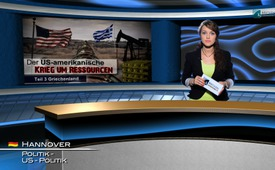 Der US-amerikanische
KRIEG UM RESSOURCEN
Teil 3 Griechenland
HANNOVER
POLITIK -
US - POLITIK